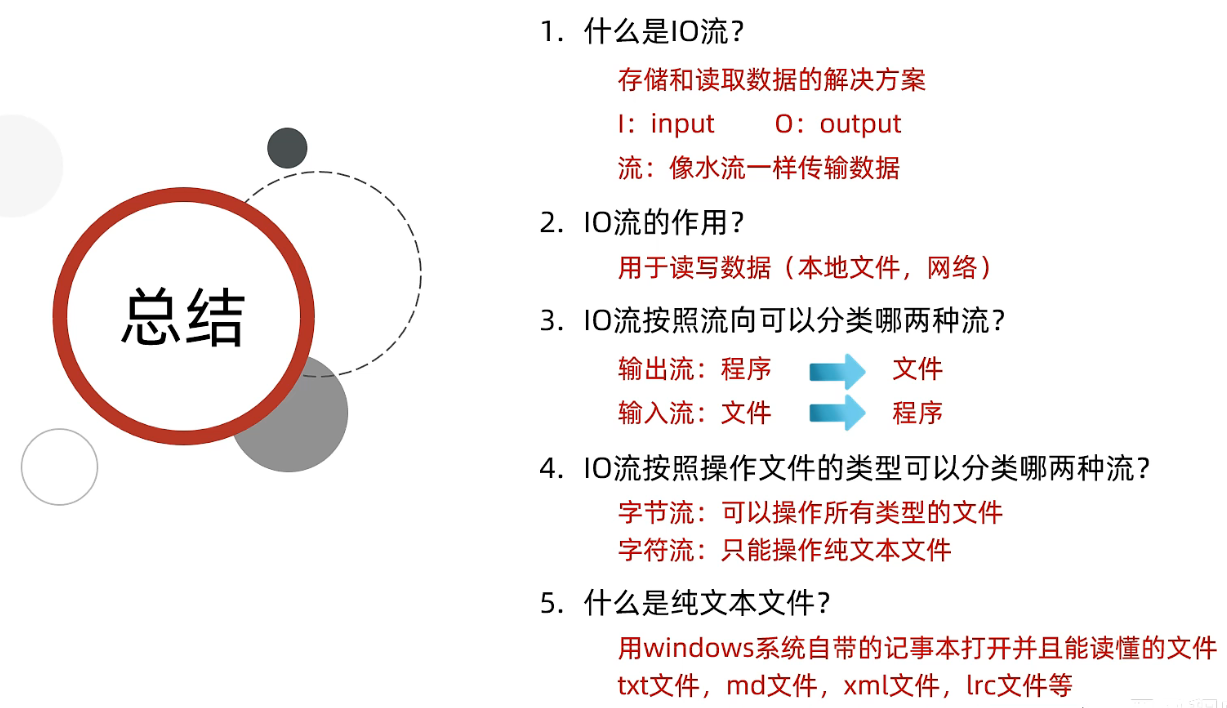 总结
1. 什么是IO流？
存储和读取数据的解决方案
I：input O：output
流：像水流一样传输数据
2. IO流的作用？
用于读写数据（本地文件，网络）
3. IO流按照流向可以分类哪两种流？
输出流：程序 文件
输入流：文件 程序
4. IO流按照操作文件的类型可以分类哪两种流？
字节流：可以操作所有类型的文件
字符流：只能操作纯文本文件
5. 什么是纯文本文件？
用windows系统自带的记事本打开并且能读懂的文件
txt文件，md文件，xml文件，lrc文件等